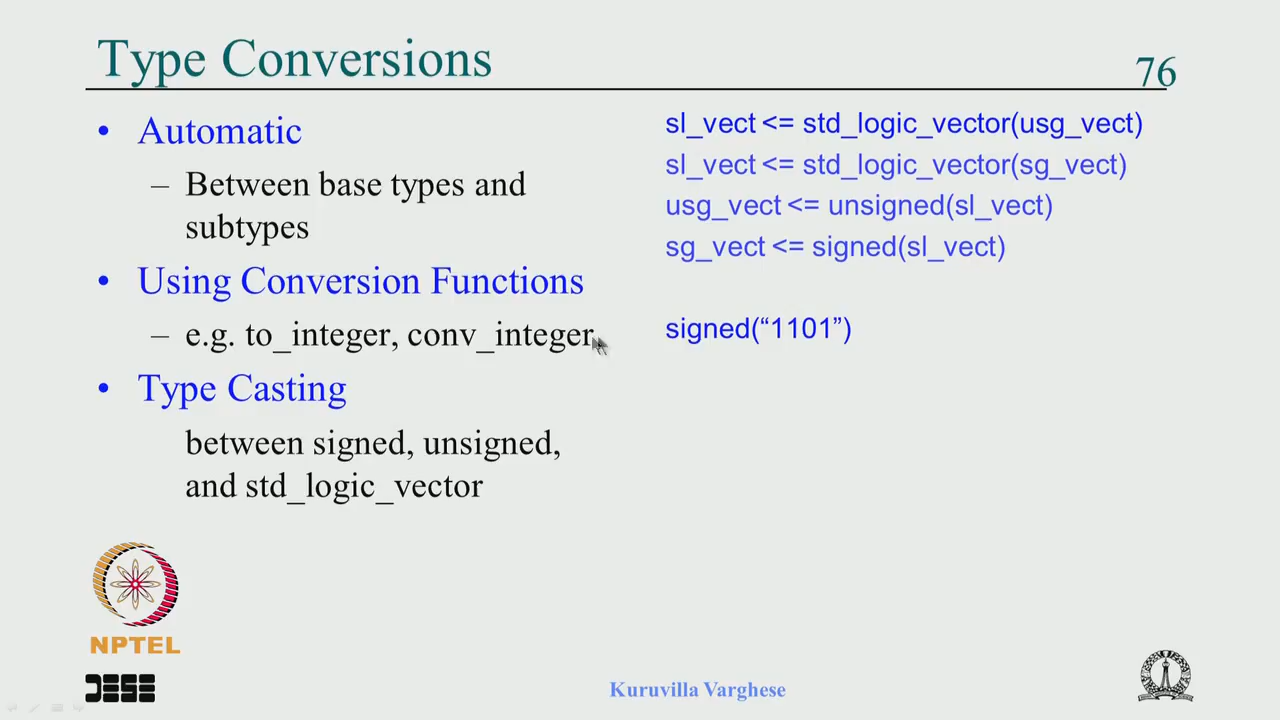 Type Conversions
76
• Automatic
– Between base types and
subtypes
• Using Conversion Functions
– e.g. to_integer, conv_integer
• Type Casting
between signed, unsigned,
and std_logic_vector
sl_vect <= std_logic_vector(usg_vect)
sl_vect <= std_logic_vector(sg_vect)
usg_vect <= unsigned(sl_vect)
sg_vect <= signed(sl_vect)
signed(“1101”)
NPTEL
DESE
Kuruvilla Varghese